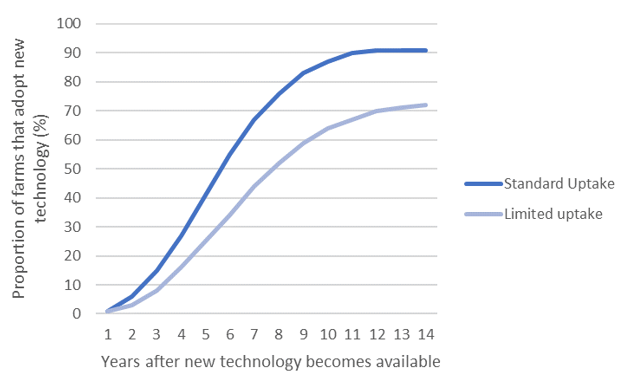 Proportion of farms that adopt new
technology (%)
100
90
80
70
60
50
40
30
20
10
0
1 2 3 4 5 6 7 8 9 10 11 12 13 14
Years after new technology becomes available
Standard Uptake
Limited uptake